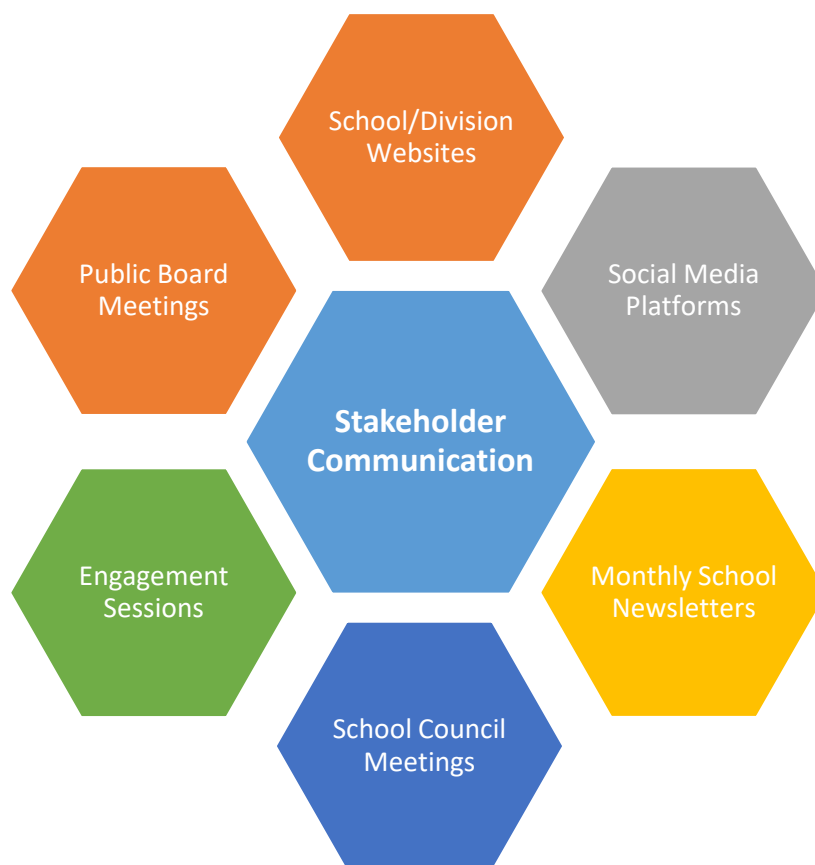 School/Division
Websites
Public Board
Meetings
Social Media
Platforms
Stakeholder
Communication
Engagement
Sessions
Monthly School
Newsletters
School Council
Meetings